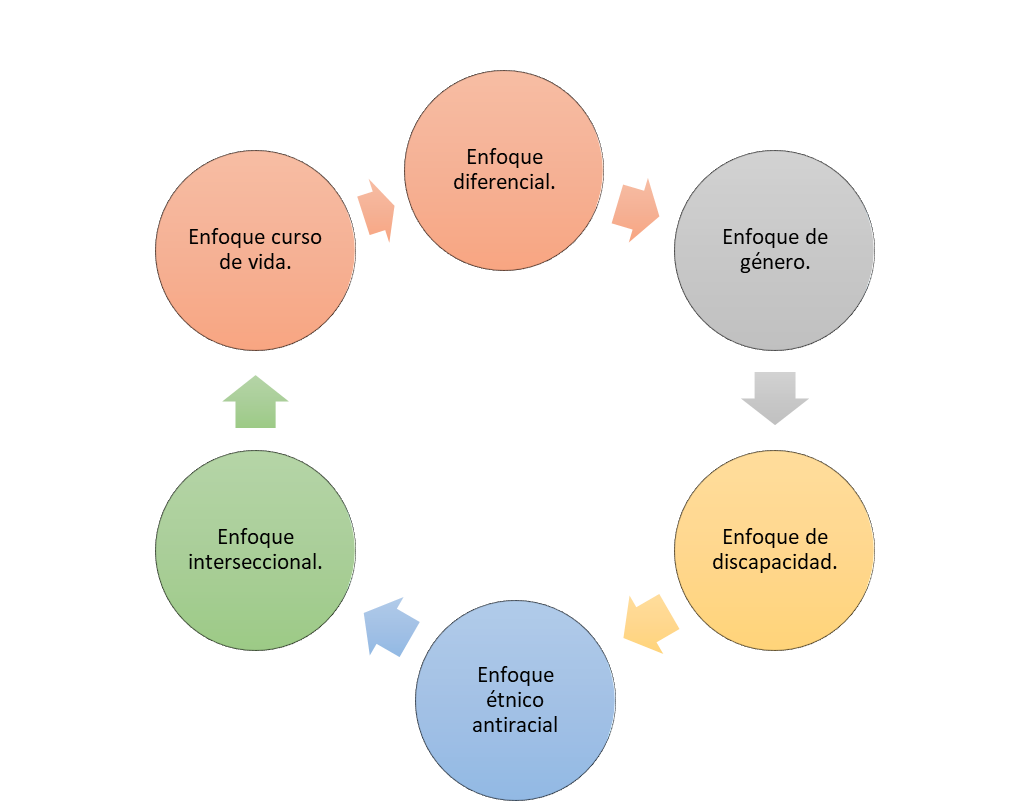 Enfoque
diferencial.
Enfoque de
género.
Enfoque de
discapacidad.
Enfoque
étnico
antiracial
Enfoque
interseccional.
Enfoque curso
de vida.